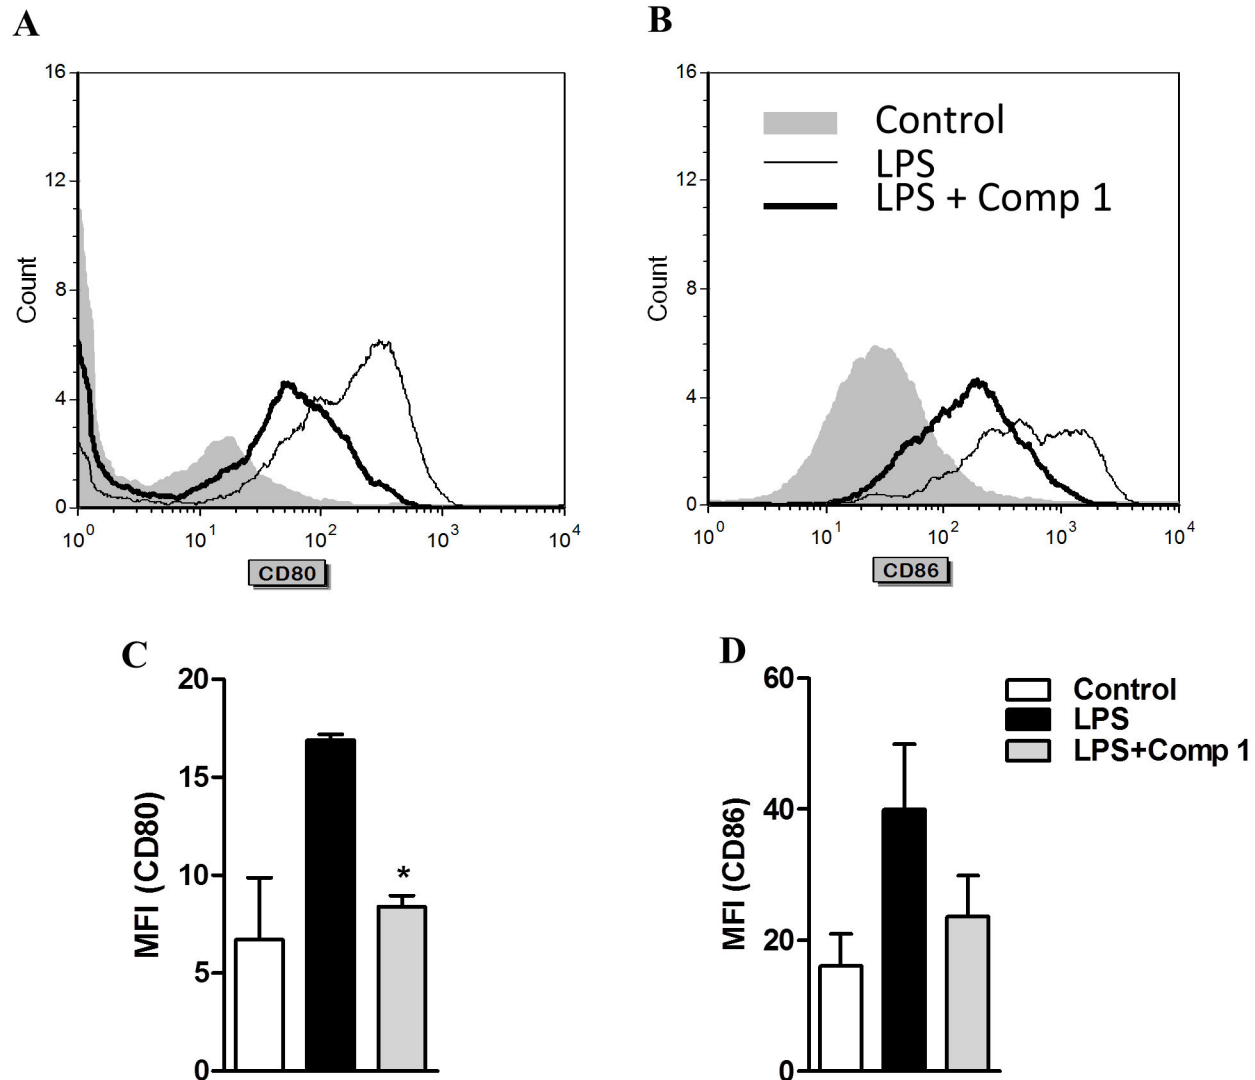 A
B
16
12
8
4
0
Count
10^0
10^1
10^2
10^3
10^4
CD80
16
12
8
4
0
Count
Control
LPS
LPS + Comp 1
10^0
10^1
10^2
10^3
10^4
CD86
C
D
20
15
10
5
0
MFI (CD80)
*
60
40
20
0
MFI (CD86)
Control
LPS
LPS+Comp 1